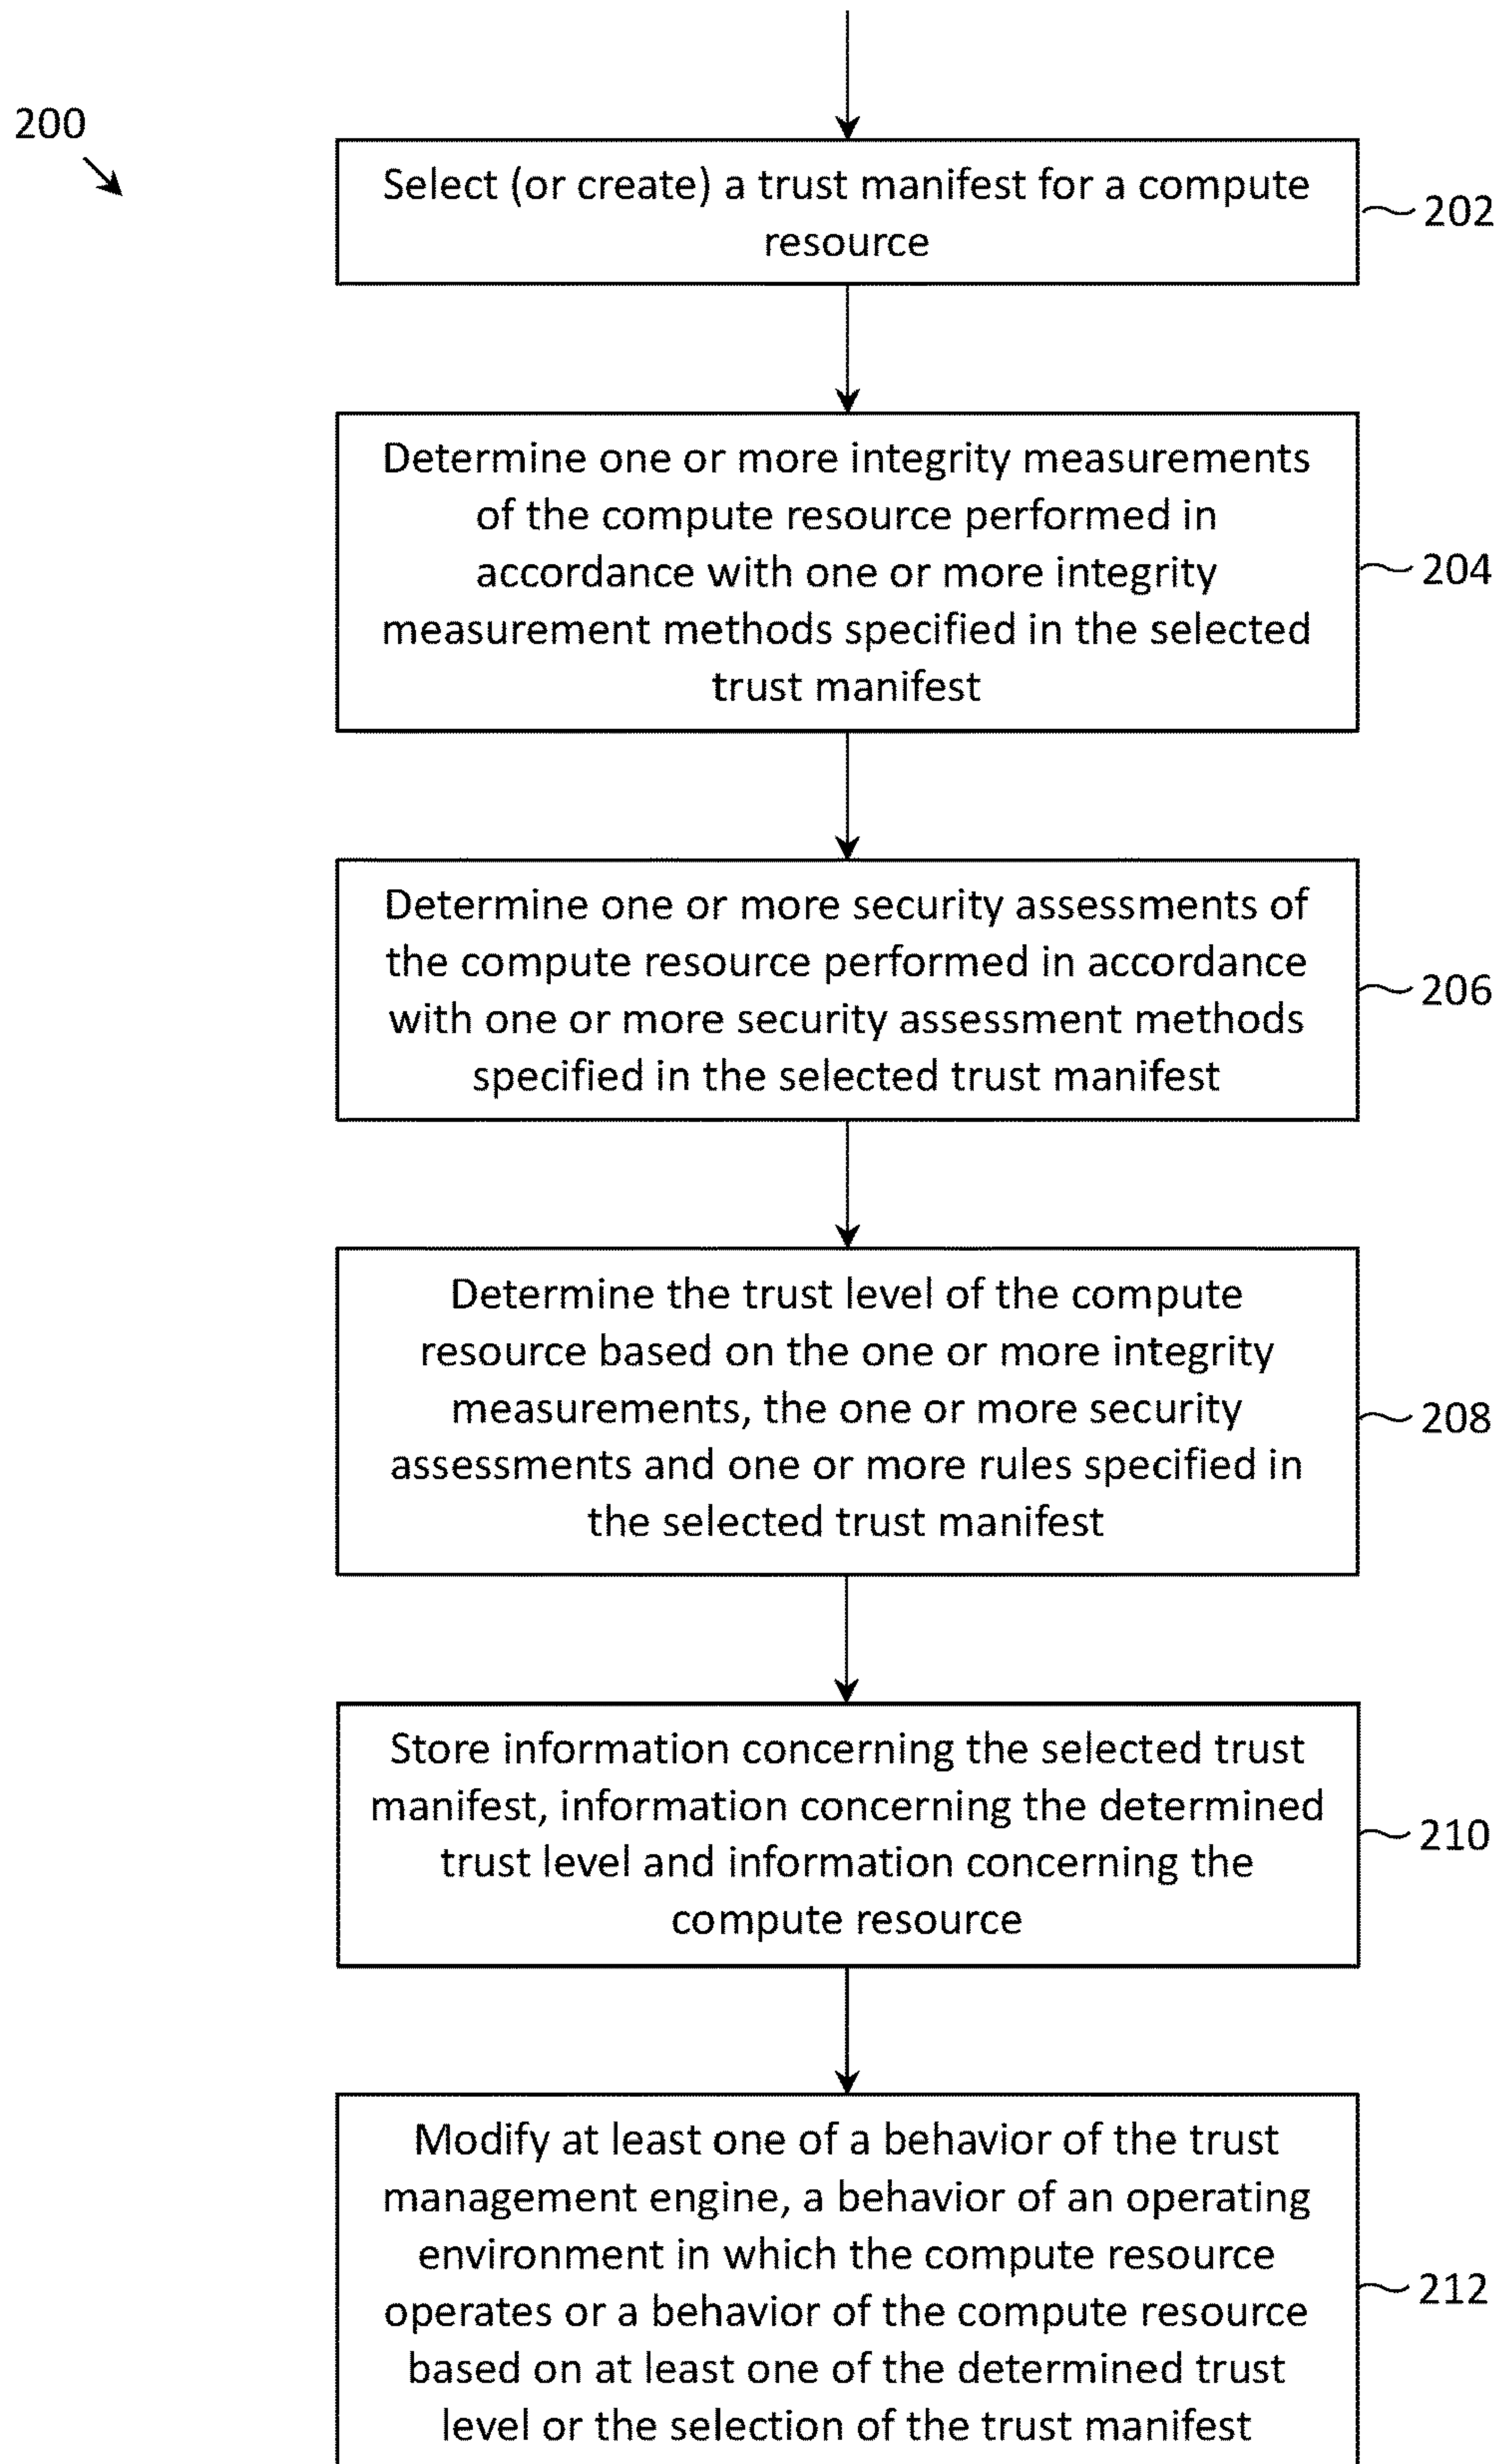 200
Select (or create) a trust manifest for a compute
resource
202
Determine one or more integrity measurements
of the compute resource performed in
accordance with one or more integrity
measurement methods specified in the selected
trust manifest
204
Determine one or more security assessments of
the compute resource performed in accordance
with one or more security assessment methods
specified in the selected trust manifest
206
Determine the trust level of the compute
resource based on the one or more integrity
measurements, the one or more security
assessments and one or more rules specified in
the selected trust manifest
208
Store information concerning the selected trust
manifest, information concerning the determined
trust level and information concerning the
compute resource
210
Modify at least one of a behavior of the trust
management engine, a behavior of an operating
environment in which the compute resource
operates or a behavior of the compute resource
based on at least one of the determined trust
level or the selection of the trust manifest
212